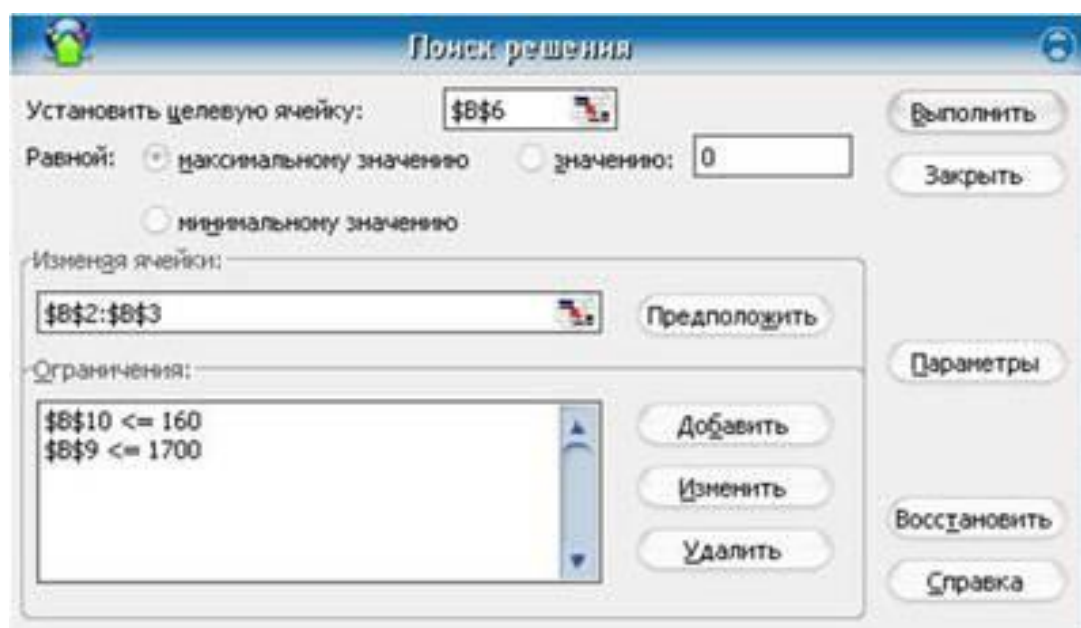 Поиск решения
Установить целевую ячейку: $B$6
Выполнить
Равной: максимальному значению значению: 0
Закрыть
минимальному значению
Изменяя ячейки:
$B$2:$B$3
Предположить
Ограничения:
Параметры
$B$10 <= 160
$B$9 <= 1700
Добавить
Изменить
Удалить
Восстановить
Справка